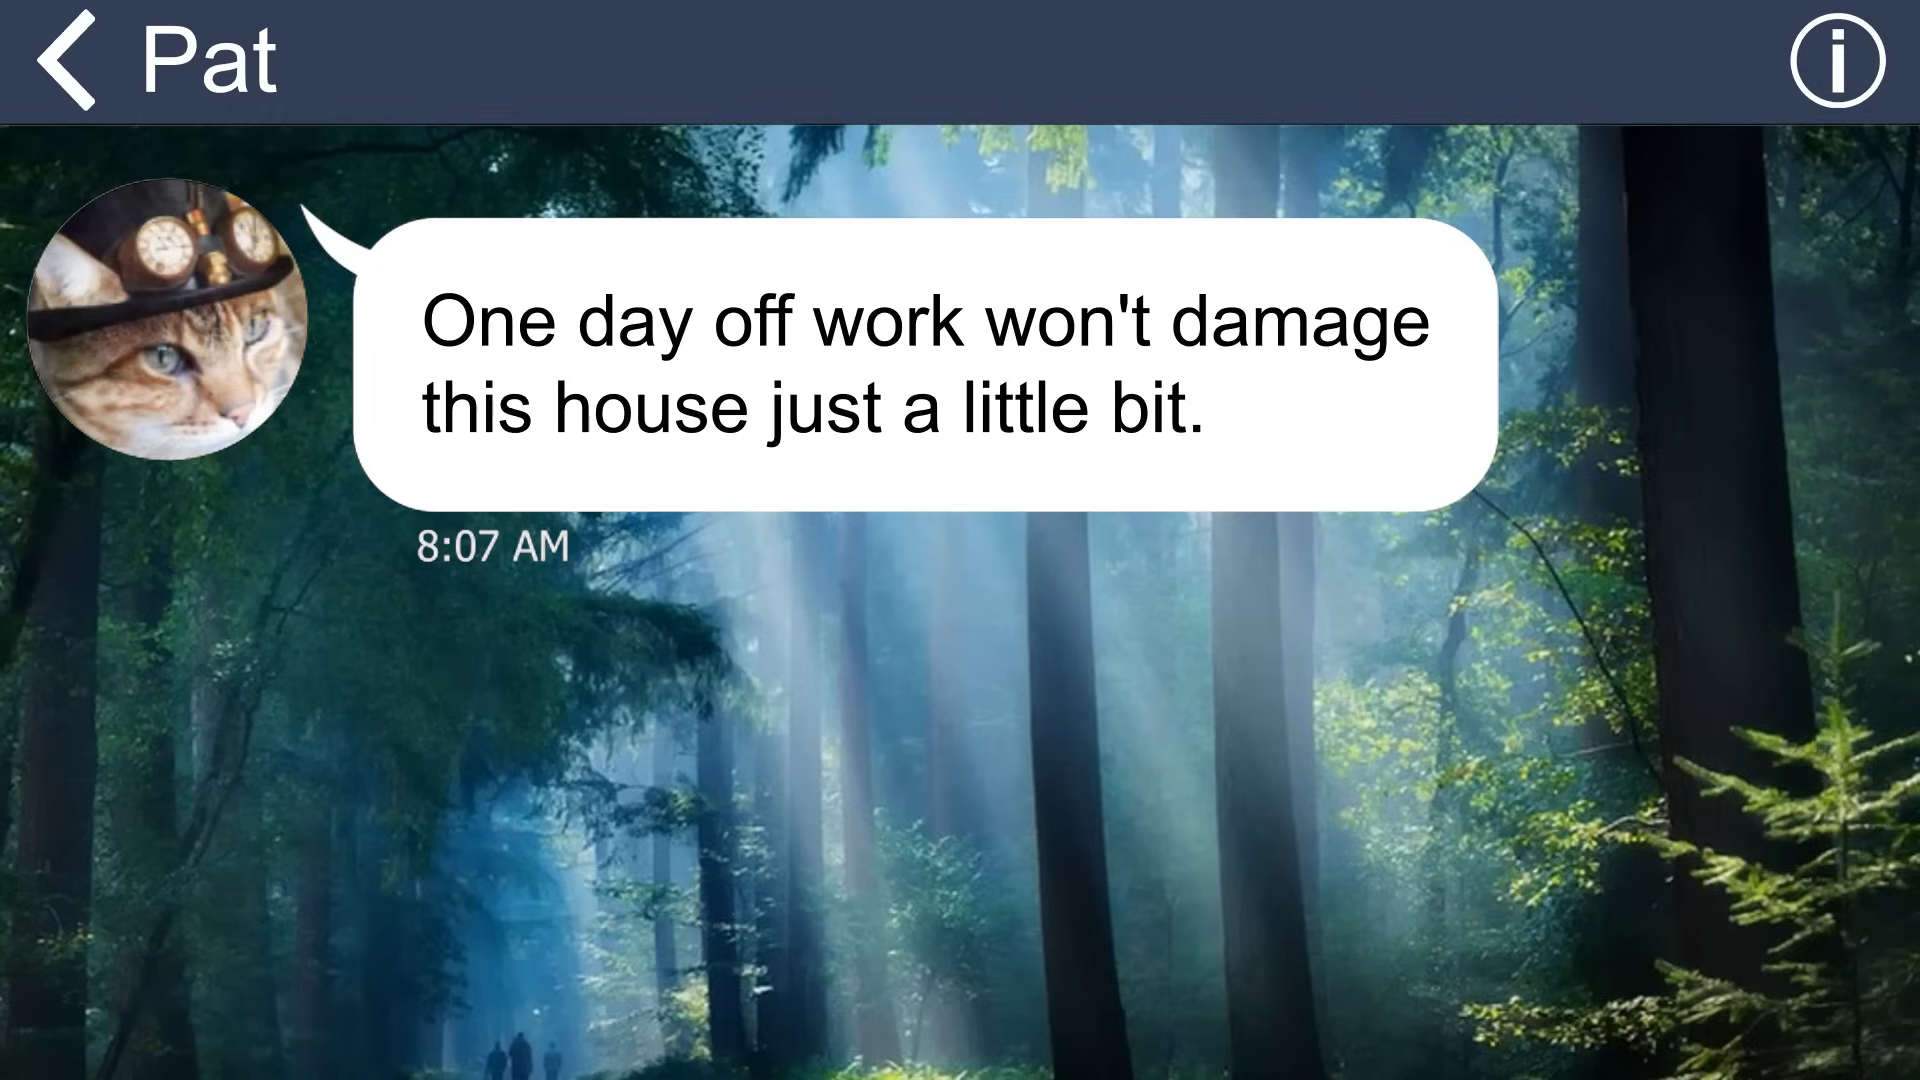 Pat
One day off work won't damage
this house just a little bit.
8:07 AM